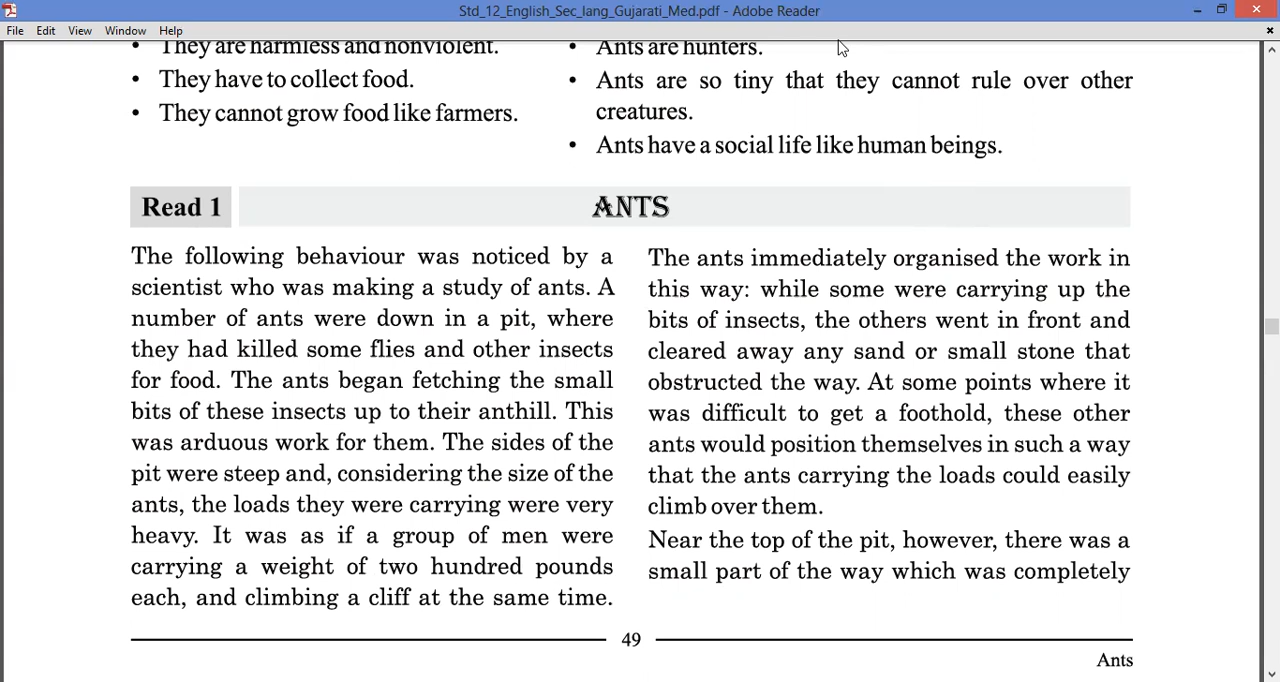 Std_12_English_Sec_lang_Gujarati_Med.pdf - Adobe Reader
File Edit View Window Help
• They are harmless and nonviolent.
• They have to collect food.
• They cannot grow food like farmers.
• Ants are hunters.
• Ants are so tiny that they cannot rule over other
creatures.
• Ants have a social life like human beings.
Read 1
ANTS
The following behaviour was noticed by a
scientist who was making a study of ants. A
number of ants were down in a pit, where
they had killed some flies and other insects
for food. The ants began fetching the small
bits of these insects up to their anthill. This
was arduous work for them. The sides of the
pit were steep and, considering the size of the
ants, the loads they were carrying were very
heavy. It was as if a group of men were
carrying a weight of two hundred pounds
each, and climbing a cliff at the same time.
The ants immediately organised the work in
this way: while some were carrying up the
bits of insects, the others went in front and
cleared away any sand or small stone that
obstructed the way. At some points where it
was difficult to get a foothold, these other
ants would position themselves in such a way
that the ants carrying the loads could easily
climb over them.
Near the top of the pit, however, there was a
small part of the way which was completely
49
Ants